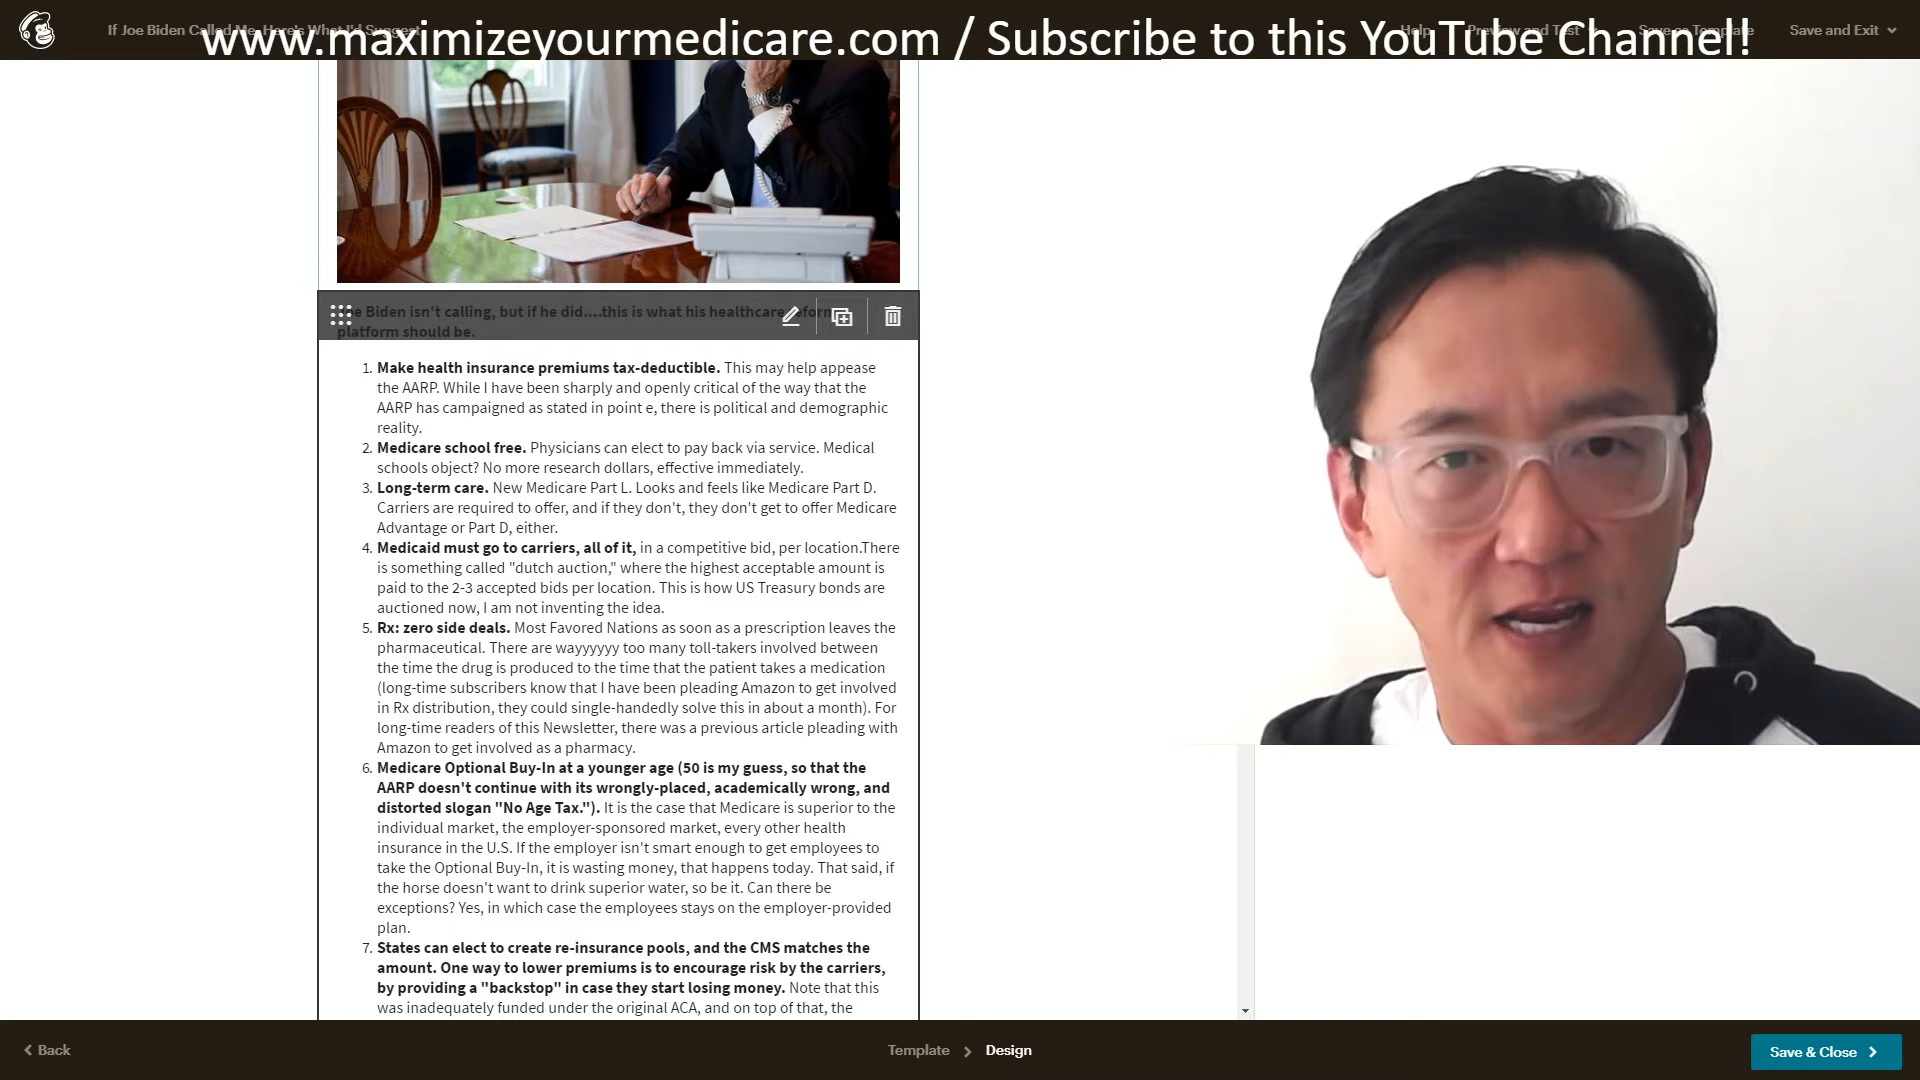 If Joe Biden Called Me, Here's What I'd Suggest
www.maximizeyourmedicare.com / Subscribe to this YouTube Channel!
Help
Preview and Test
Save as Template
Save and Exit
Biden isn't calling, but if he did....this is what his healthcare reform
platform should be.
1. Make health insurance premiums tax-deductible. This may help appease
the AARP. While I have been sharply and openly critical of the way that the
AARP has campaigned as stated in point e, there is political and demographic
reality.
2. Medicare school free. Physicians can elect to pay back via service. Medical
schools object? No more research dollars, effective immediately.
3. Long-term care. New Medicare Part L. Looks and feels like Medicare Part D.
Carriers are required to offer, and if they don't, they don't get to offer Medicare
Advantage or Part D, either.
4. Medicaid must go to carriers, all of it, in a competitive bid, per location.There
is something called "dutch auction," where the highest acceptable amount is
paid to the 2-3 accepted bids per location. This is how US Treasury bonds are
auctioned now, I am not inventing the idea.
5. Rx: zero side deals. Most Favored Nations as soon as a prescription leaves the
pharmaceutical. There are wayyyyyy too many toll-takers involved between
the time the drug is produced to the time that the patient takes a medication
(long-time subscribers know that I have been pleading Amazon to get involved
in Rx distribution, they could single-handedly solve this in about a month). For
long-time readers of this Newsletter, there was a previous article pleading with
Amazon to get involved as a pharmacy.
6. Medicare Optional Buy-In at a younger age (50 is my guess, so that the
AARP doesn't continue with its wrongly-placed, academically wrong, and
distorted slogan "No Age Tax."). It is the case that Medicare is superior to the
individual market, the employer-sponsored market, every other health
insurance in the U.S. If the employer isn't smart enough to get employees to
take the Optional Buy-In, it is wasting money, that happens today. That said, if
the horse doesn't want to drink superior water, so be it. Can there be
exceptions? Yes, in which case the employees stays on the employer-provided
plan.
7. States can elect to create re-insurance pools, and the CMS matches the
amount. One way to lower premiums is to encourage risk by the carriers,
by providing a "backstop" in case they start losing money. Note that this
was inadequately funded under the original ACA, and on top of that, the
Back
Template
Design
Save & Close